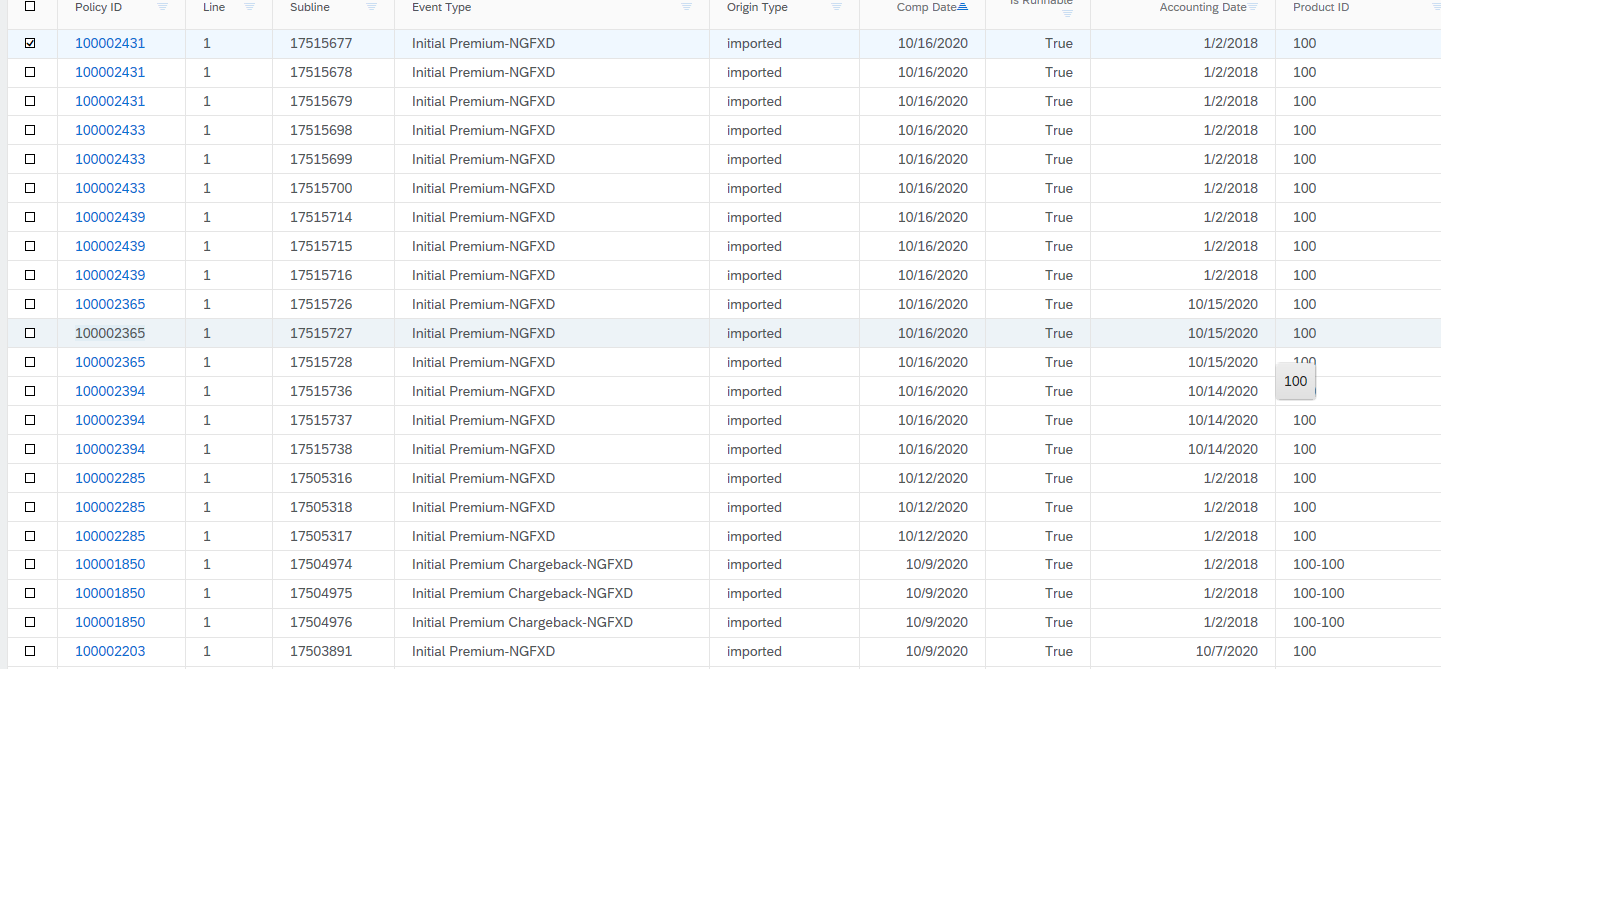 Policy ID Line Subline Event Type Origin Type Comp Date Is Runnable Accounting Date Product ID
100002431 1 17515677 Initial Premium-NGFXD imported 10/16/2020 True 1/2/2018 100
100002431 1 17515678 Initial Premium-NGFXD imported 10/16/2020 True 1/2/2018 100
100002431 1 17515679 Initial Premium-NGFXD imported 10/16/2020 True 1/2/2018 100
100002433 1 17515698 Initial Premium-NGFXD imported 10/16/2020 True 1/2/2018 100
100002433 1 17515699 Initial Premium-NGFXD imported 10/16/2020 True 1/2/2018 100
100002433 1 17515700 Initial Premium-NGFXD imported 10/16/2020 True 1/2/2018 100
100002439 1 17515714 Initial Premium-NGFXD imported 10/16/2020 True 1/2/2018 100
100002439 1 17515715 Initial Premium-NGFXD imported 10/16/2020 True 1/2/2018 100
100002439 1 17515716 Initial Premium-NGFXD imported 10/16/2020 True 1/2/2018 100
100002365 1 17515726 Initial Premium-NGFXD imported 10/16/2020 True 10/15/2020 100
100002365 1 17515727 Initial Premium-NGFXD imported 10/16/2020 True 10/15/2020 100
100002365 1 17515728 Initial Premium-NGFXD imported 10/16/2020 True 10/15/2020 100
100002394 1 17515736 Initial Premium-NGFXD imported 10/16/2020 True 10/14/2020 100
100002394 1 17515737 Initial Premium-NGFXD imported 10/16/2020 True 10/14/2020 100
100002394 1 17515738 Initial Premium-NGFXD imported 10/16/2020 True 10/14/2020 100
100002285 1 17505316 Initial Premium-NGFXD imported 10/12/2020 True 1/2/2018 100
100002285 1 17505318 Initial Premium-NGFXD imported 10/12/2020 True 1/2/2018 100
100002285 1 17505317 Initial Premium-NGFXD imported 10/12/2020 True 1/2/2018 100
100001850 1 17504974 Initial Premium Chargeback-NGFXD imported 10/9/2020 True 1/2/2018 100-100
100001850 1 17504975 Initial Premium Chargeback-NGFXD imported 10/9/2020 True 1/2/2018 100-100
100001850 1 17504976 Initial Premium Chargeback-NGFXD imported 10/9/2020 True 1/2/2018 100-100
100002203 1 17503891 Initial Premium-NGFXD imported 10/9/2020 True 10/7/2020 100